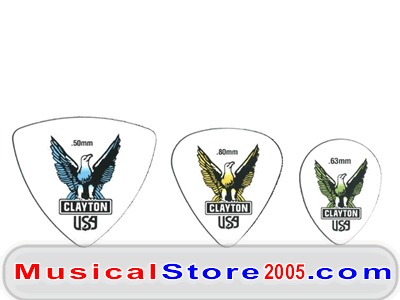 .50mm
CLAYTON
USA
.80mm
CLAYTON
USA
.63mm
CLAYTON
USA
MusicalStore2005.com